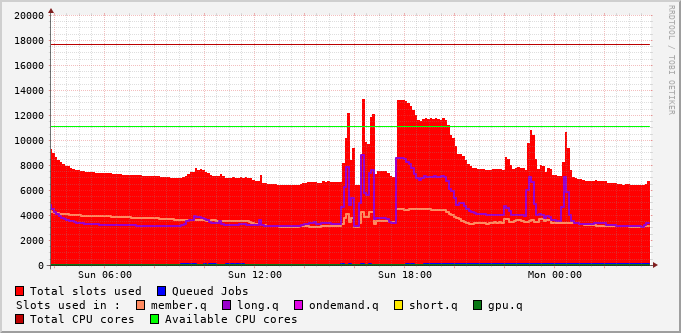 20000
18000
16000
14000
12000
10000
8000
6000
4000
2000
0
Sun 06:00 Sun 12:00 Sun 18:00 Mon 00:00
Total slots used Queued Jobs
Slots used in : member.q long.q ondemand.q short.q gpu.q
Total CPU cores Available CPU cores
RRDTOOL / TOBI OETIKER